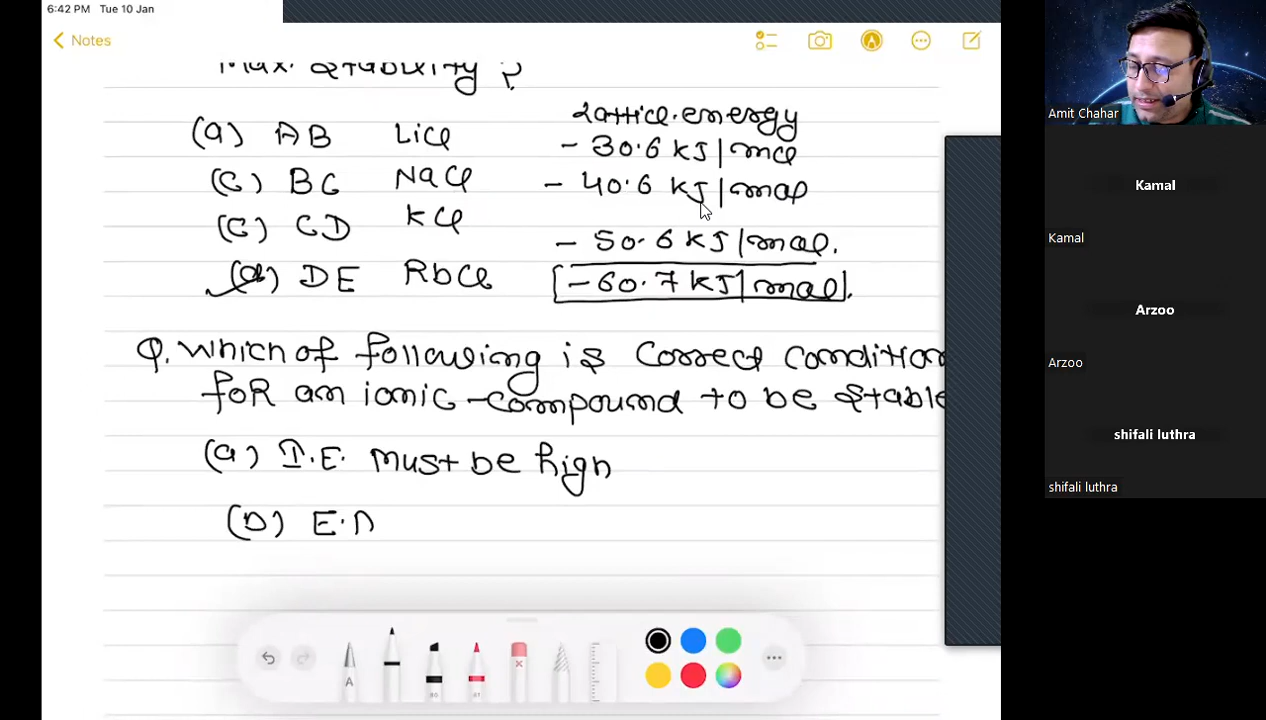 6:42 PM Tue 10 Jan
Notes
Max. Stability ?
Lattice.energy
(a) AB LiCl - 30.6 KJ|mol
(C) BC NaCl - 40.6 KJ|mol
(C) CD KCl - 50.6 KJ|mol.
(d) DE RbCl - 60.7 KJ|mol.
Q. Which of following is correct condition
for an ionic-compound to be stable
(a) I.E. must be high
(D) E.A
Amit Chahar
Kamal
Kamal
Arzoo
Arzoo
shifali luthra
shifali luthra
A